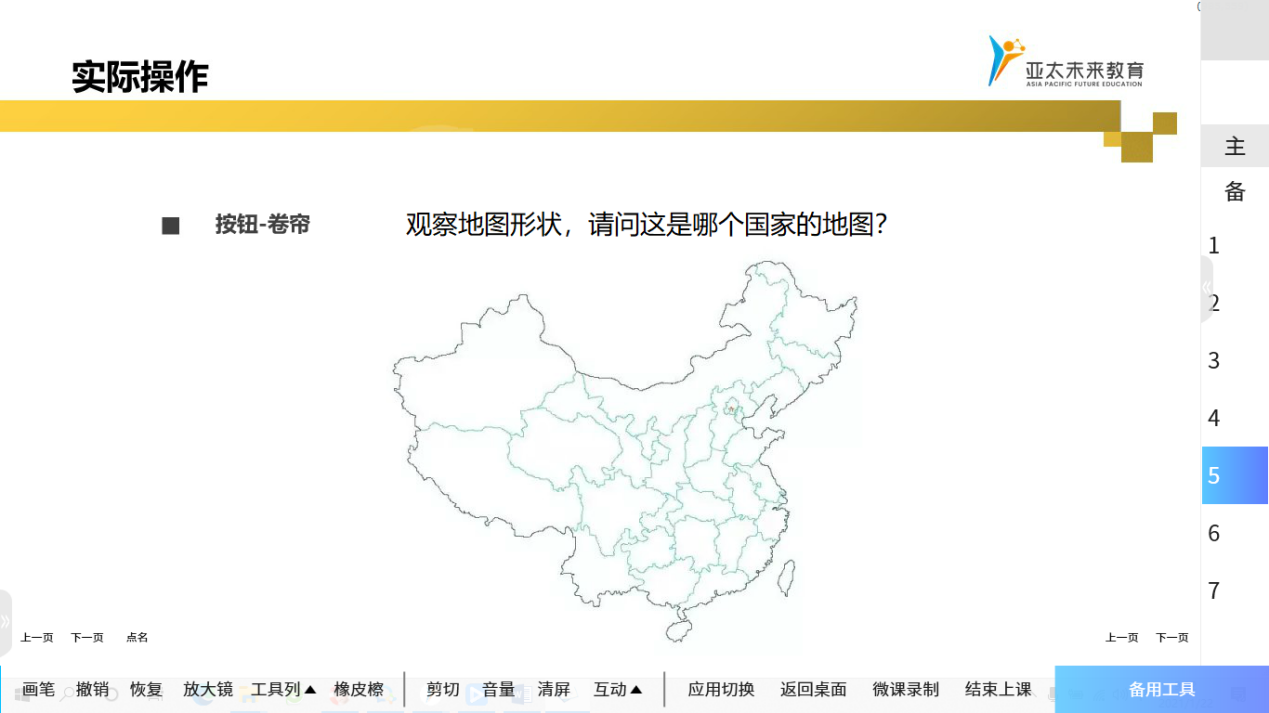 实际操作
亚太未来教育
ASIA PACIFIC FUTURE EDUCATION
■ 按钮-卷帘
观察地图形状，请问这是哪个国家的地图？
主
备
1
2
3
4
5
6
7
上一页 下一页 点名
上一页 下一页
画笔 撤销 恢复 放大镜 工具列▲ 橡皮檫 剪切 音量 清屏 互动▲ 应用切换 返回桌面 微课录制 结束上课 备用工具